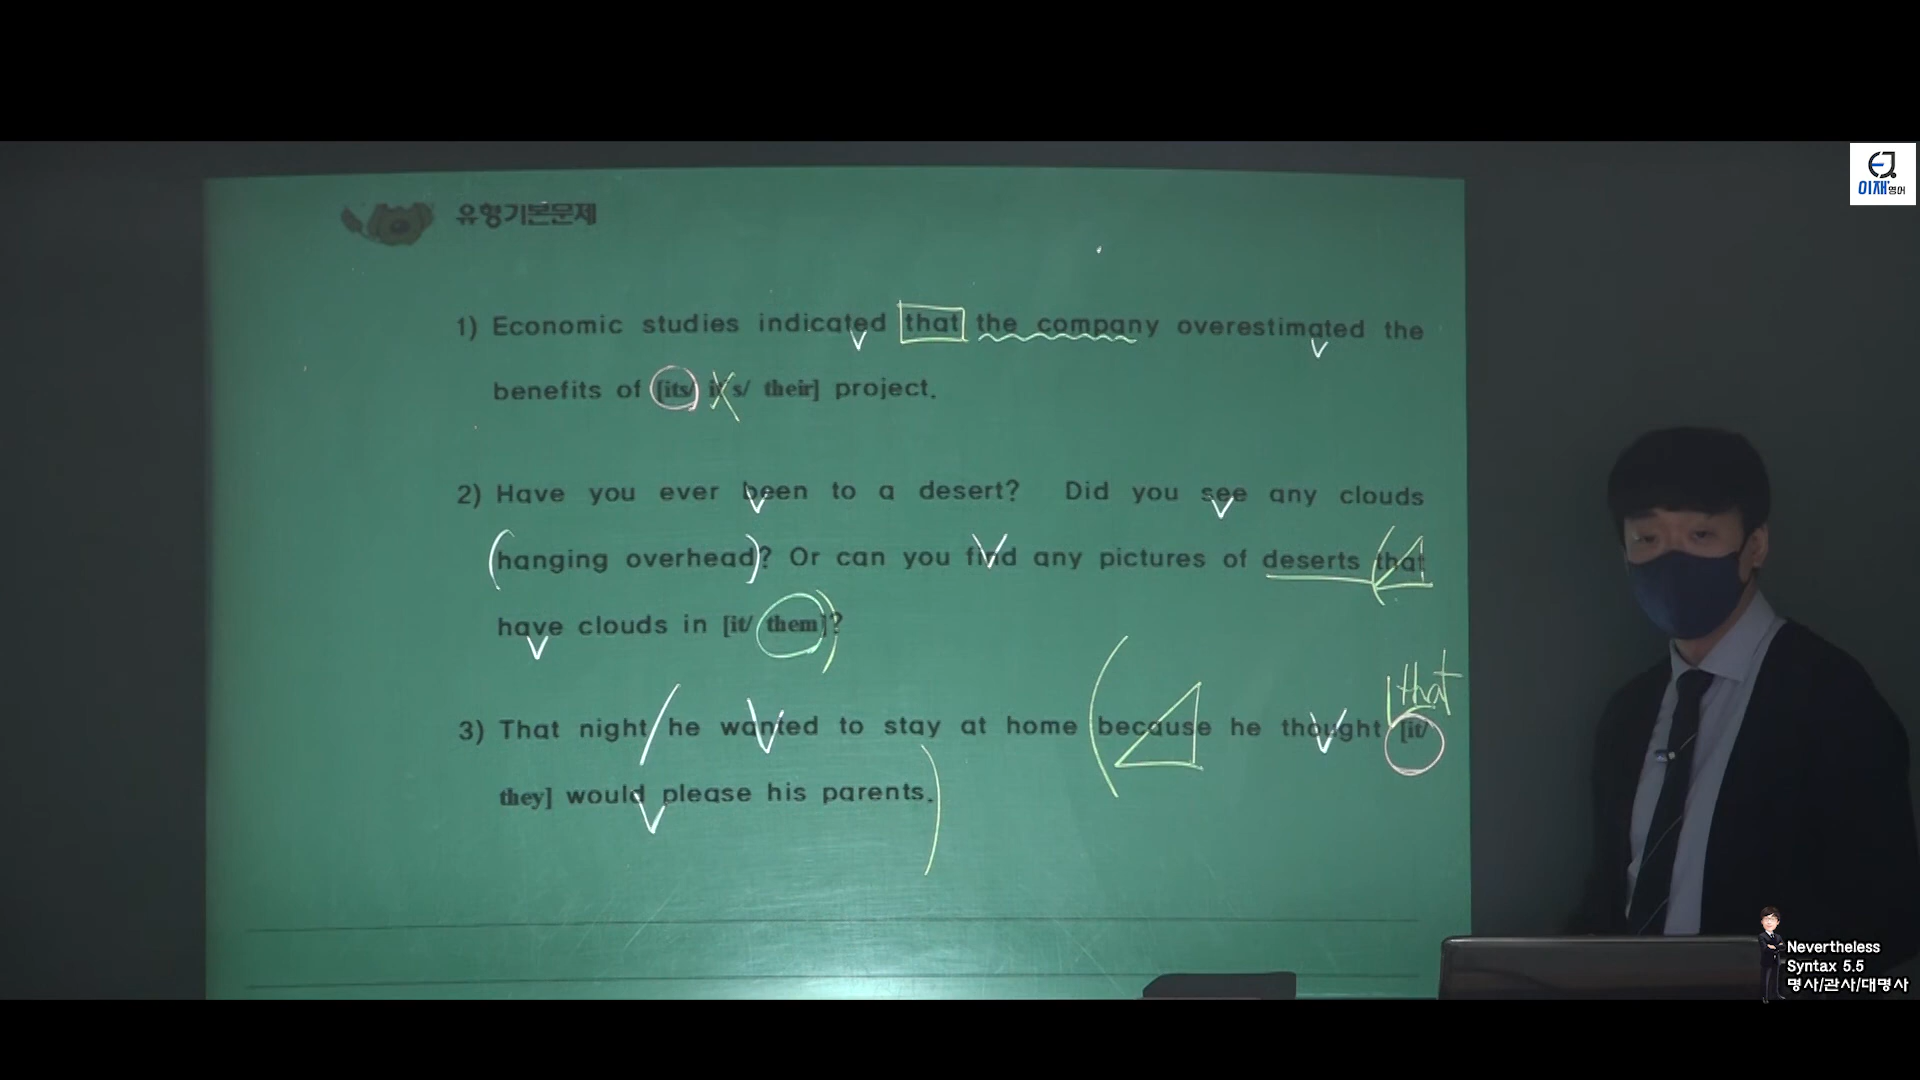 이재영어
유형기본문제
1) Economic studies indicated that the company overestimated the
benefits of [its/ it's/ their] project.
2) Have you ever been to a desert? Did you see any clouds
(hanging overhead)? Or can you find any pictures of deserts (that
have clouds in [it/ them])?
that
3) That night/ he wanted to stay at home (because he thought [it/
they] would please his parents.)
Nevertheless
Syntax 5.5
명사/관사/대명사